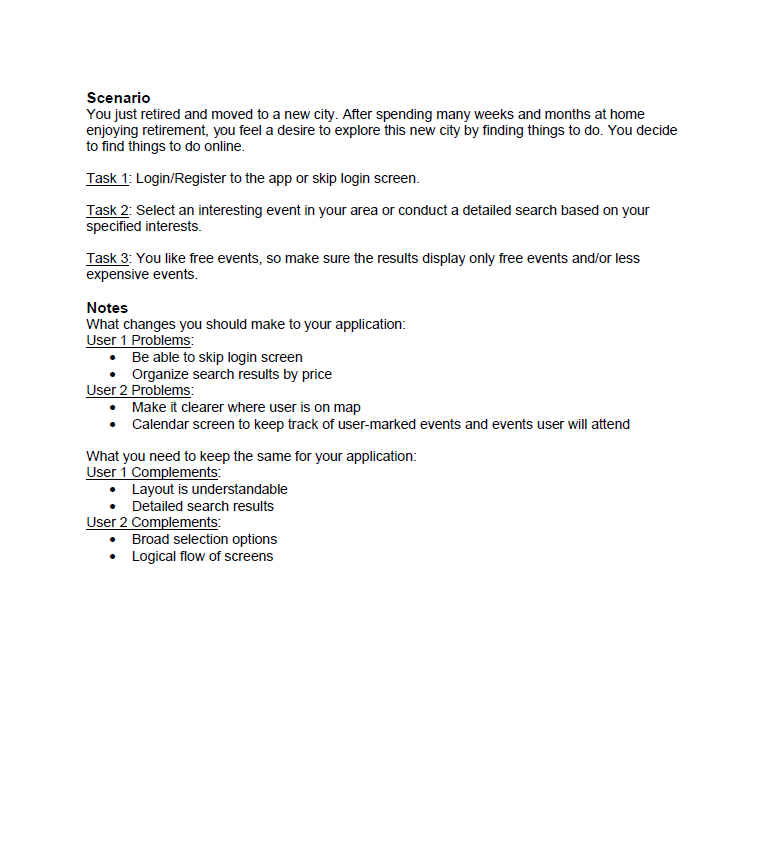 Scenario
You just retired and moved to a new city. After spending many weeks and months at home
enjoying retirement, you feel a desire to explore this new city by finding things to do. You decide
to find things to do online.
Task 1: Login/Register to the app or skip login screen.
Task 2: Select an interesting event in your area or conduct a detailed search based on your
specified interests.
Task 3: You like free events, so make sure the results display only free events and/or less
expensive events.
Notes
What changes you should make to your application:
User 1 Problems:
• Be able to skip login screen
• Organize search results by price
User 2 Problems:
• Make it clearer where user is on map
• Calendar screen to keep track of user-marked events and events user will attend
What you need to keep the same for your application:
User 1 Complements:
• Layout is understandable
• Detailed search results
User 2 Complements:
• Broad selection options
• Logical flow of screens